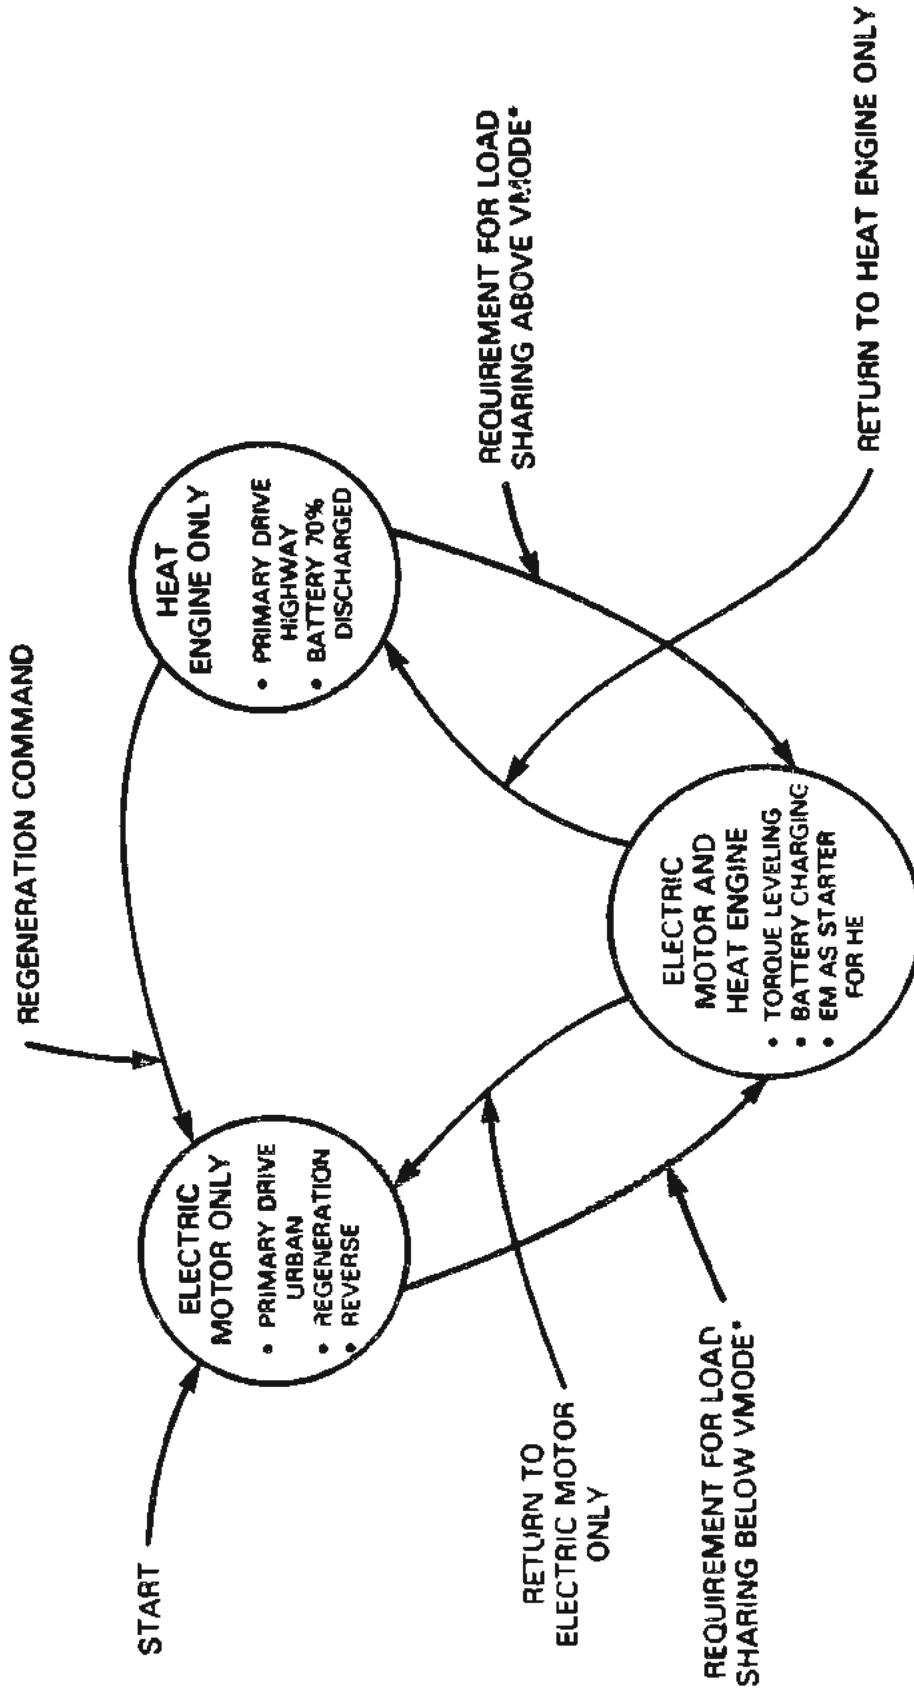 REGENERATION COMMAND
START
ELECTRIC
MOTOR ONLY
• PRIMARY DRIVE
URBAN
• REGENERATION
• REVERSE
HEAT
ENGINE ONLY
• PRIMARY DRIVE
HIGHWAY
• BATTERY 70%
DISCHARGED
RETURN TO
ELECTRIC MOTOR
ONLY
REQUIREMENT FOR LOAD
SHARING ABOVE VMODE*
ELECTRIC
MOTOR AND
HEAT ENGINE
• TORQUE LEVELING
• BATTERY CHARGING
• EM AS STARTER
FOR HE
REQUIREMENT FOR LOAD
SHARING BELOW VMODE*
RETURN TO HEAT ENGINE ONLY